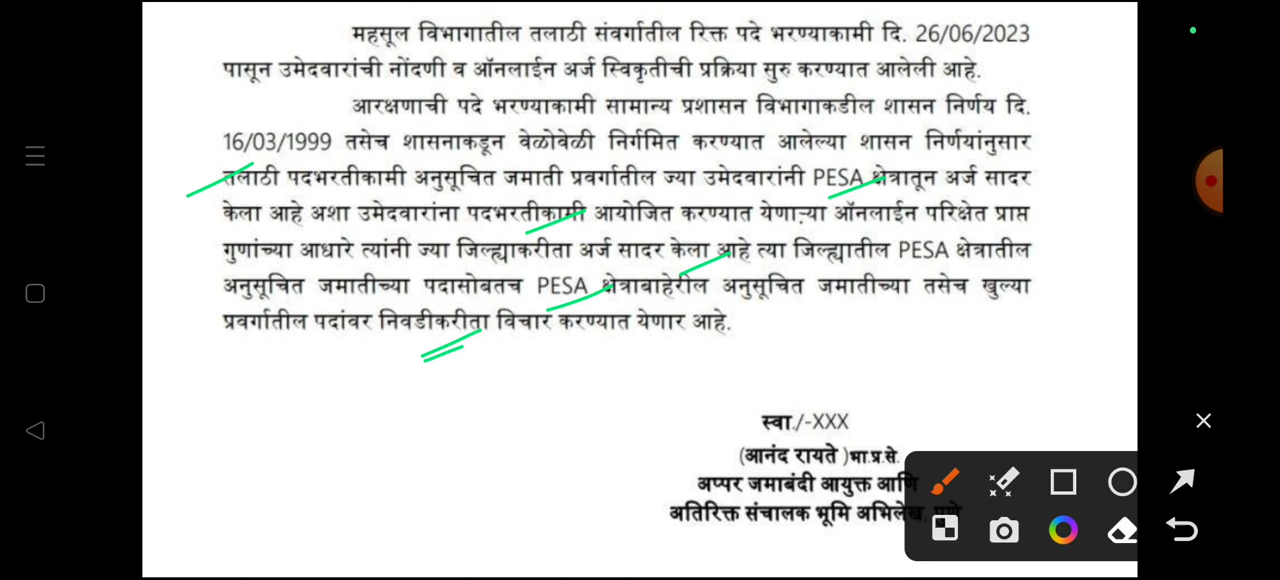 महसूल विभागातील तलाठी संवर्गातील रिक्त पदे भरण्याकामी दि. 26/06/2023
पासून उमेदवारांची नोंदणी व ऑनलाईन अर्ज स्विकृतीची प्रक्रिया सुरु करण्यात आलेली आहे.
आरक्षणाची पदे भरण्याकामी सामान्य प्रशासन विभागाकडील शासन निर्णय दि.
16/03/1999 तसेच शासनाकडून वेळोवेळी निर्गमित करण्यात आलेल्या शासन निर्णयांनुसार
तलाठी पदभरतीकामी अनुसूचित जमाती प्रवर्गातील ज्या उमेदवारांनी PESA क्षेत्रातून अर्ज सादर
केला आहे अशा उमेदवारांना पदभरतीकामी आयोजित करण्यात येणाऱ्या ऑनलाईन परिक्षेत प्राप्त
गुणांच्या आधारे त्यांनी ज्या जिल्ह्याकरीता अर्ज सादर केला आहे त्या जिल्ह्यातील PESA क्षेत्रातील
अनुसूचित जमातीच्या पदासोबतच PESA क्षेत्राबाहेरील अनुसूचित जमातीच्या तसेच खुल्या
प्रवर्गातील पदांवर निवडीकरीता विचार करण्यात येणार आहे.
स्वा./-XXX
(आनंद रायते )भा.प्र.से.
अप्पर जमाबंदी आयुक्त आणि
अतिरिक्त संचालक भूमि अभिलेख, पुणे